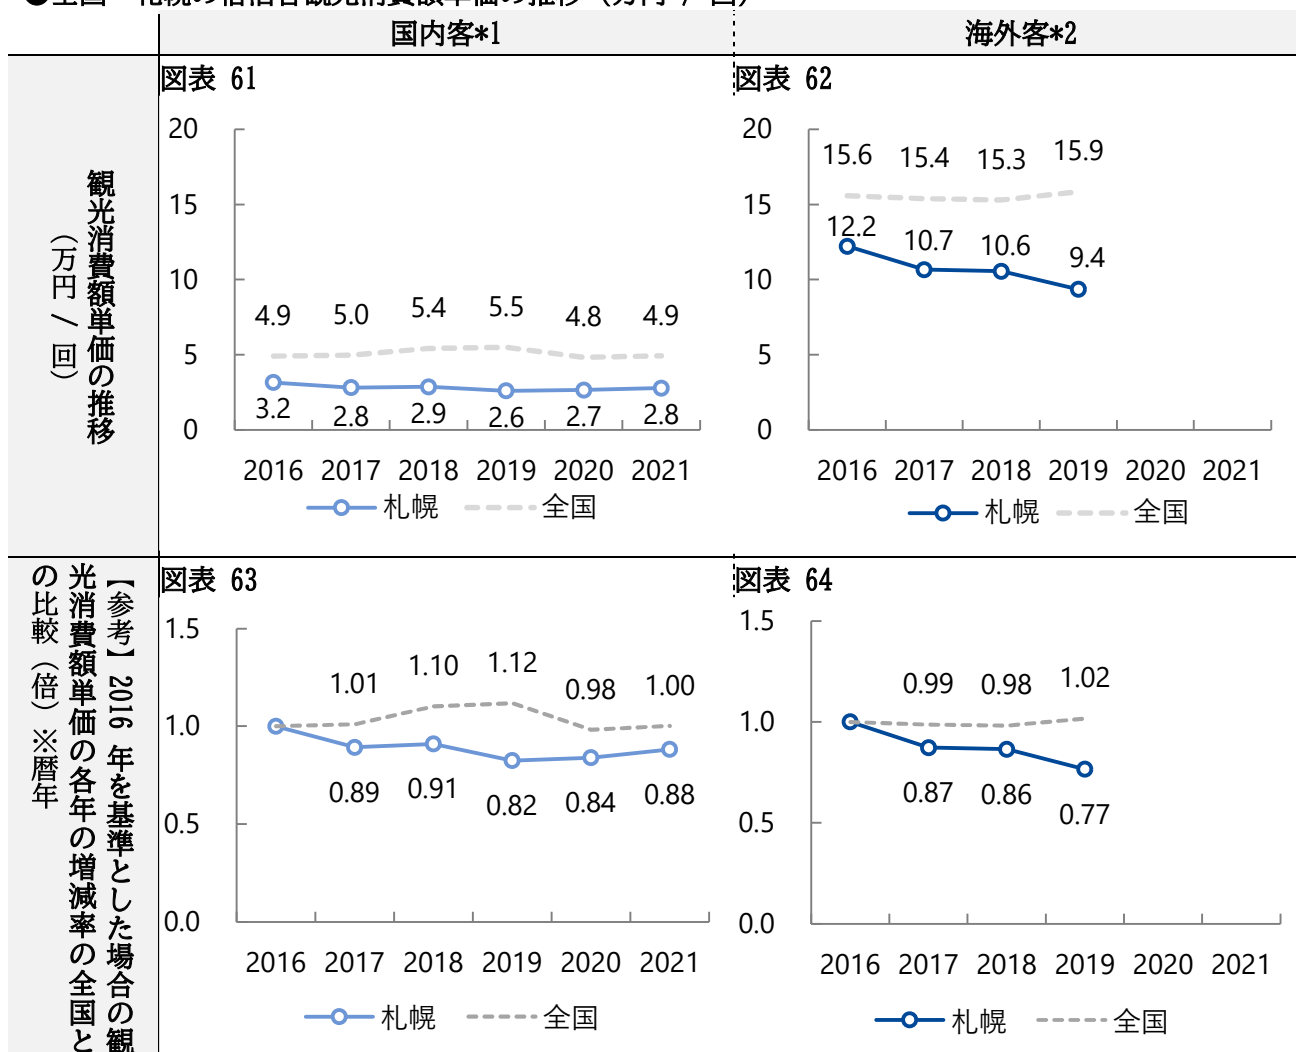 国内客*1
海外客*2
観光消費額単価の推移
（万円 / 回）
図表 61
20
15
10
5
0
4.9 5.0 5.4 5.5 4.8 4.9
3.2 2.8 2.9 2.6 2.7 2.8
2016 2017 2018 2019 2020 2021
札幌 全国
図表 62
20
15
10
5
0
15.6 15.4 15.3 15.9
12.2 10.7 10.6 9.4
2016 2017 2018 2019 2020 2021
札幌 全国
【参考】2016 年を基準とした場合の観
光消費額単価の各年の増減率の全国と
の比較（倍）※暦年
図表 63
1.5
1.0
0.5
0.0
1.01 1.10 1.12 0.98 1.00
0.89 0.91 0.82 0.84 0.88
2016 2017 2018 2019 2020 2021
札幌 全国
図表 64
1.5
1.0
0.5
0.0
0.99 0.98 1.02
0.87 0.86 0.77
2016 2017 2018 2019 2020 2021
札幌 全国